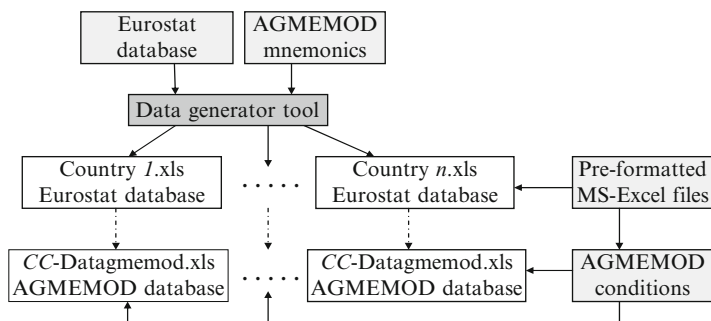 Eurostat
database
AGMEMOD
mnemonics
Data generator tool
Country 1.xls
Eurostat database
.....
Country n.xls
Eurostat database
Pre-formatted
MS-Excel files
CC-Datagmemod.xls
AGMEMOD database
.....
CC-Datagmemod.xls
AGMEMOD database
AGMEMOD
conditions